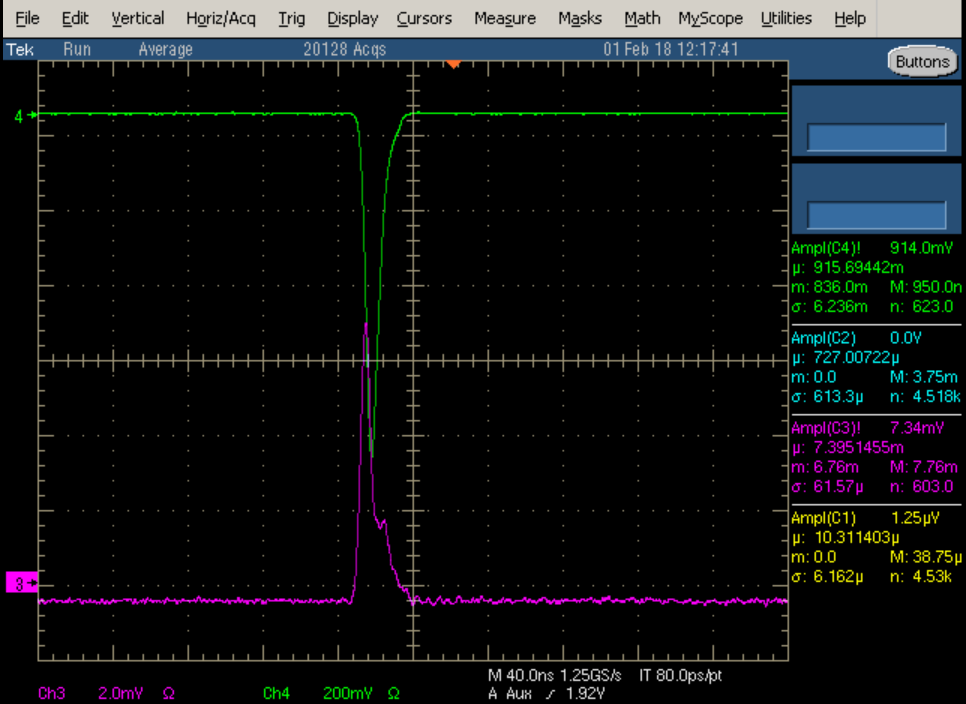 File Edit Vertical Horiz/Acq Trig Display Cursors Measure Masks Math MyScope Utilities Help
Tek Run Average 20128 Acqs 01 Feb 18 12:17:41
Buttons
4
3
Ampl(C4)! 914.0mV
μ: 915.69442m
m: 836.0m M: 950.0n
σ: 6.236m n: 623.0
Ampl(C2) 0.0V
μ: 727.00722μ
m: 0.0 M: 3.75m
σ: 613.3μ n: 4.518k
Ampl(C3)! 7.34mV
μ: 7.3951455m
m: 6.76m M: 7.76m
σ: 61.57μ n: 603.0
Ampl(C1) 1.25μV
μ: 10.311403μ
m: 0.0 M: 38.75μ
σ: 6.162μ n: 4.53k
M 40.0ns 1.25GS/s IT 80.0ps/pt
Ch3 2.0mV Ω Ch4 200mV Ω A Aux ∕ 1.92V